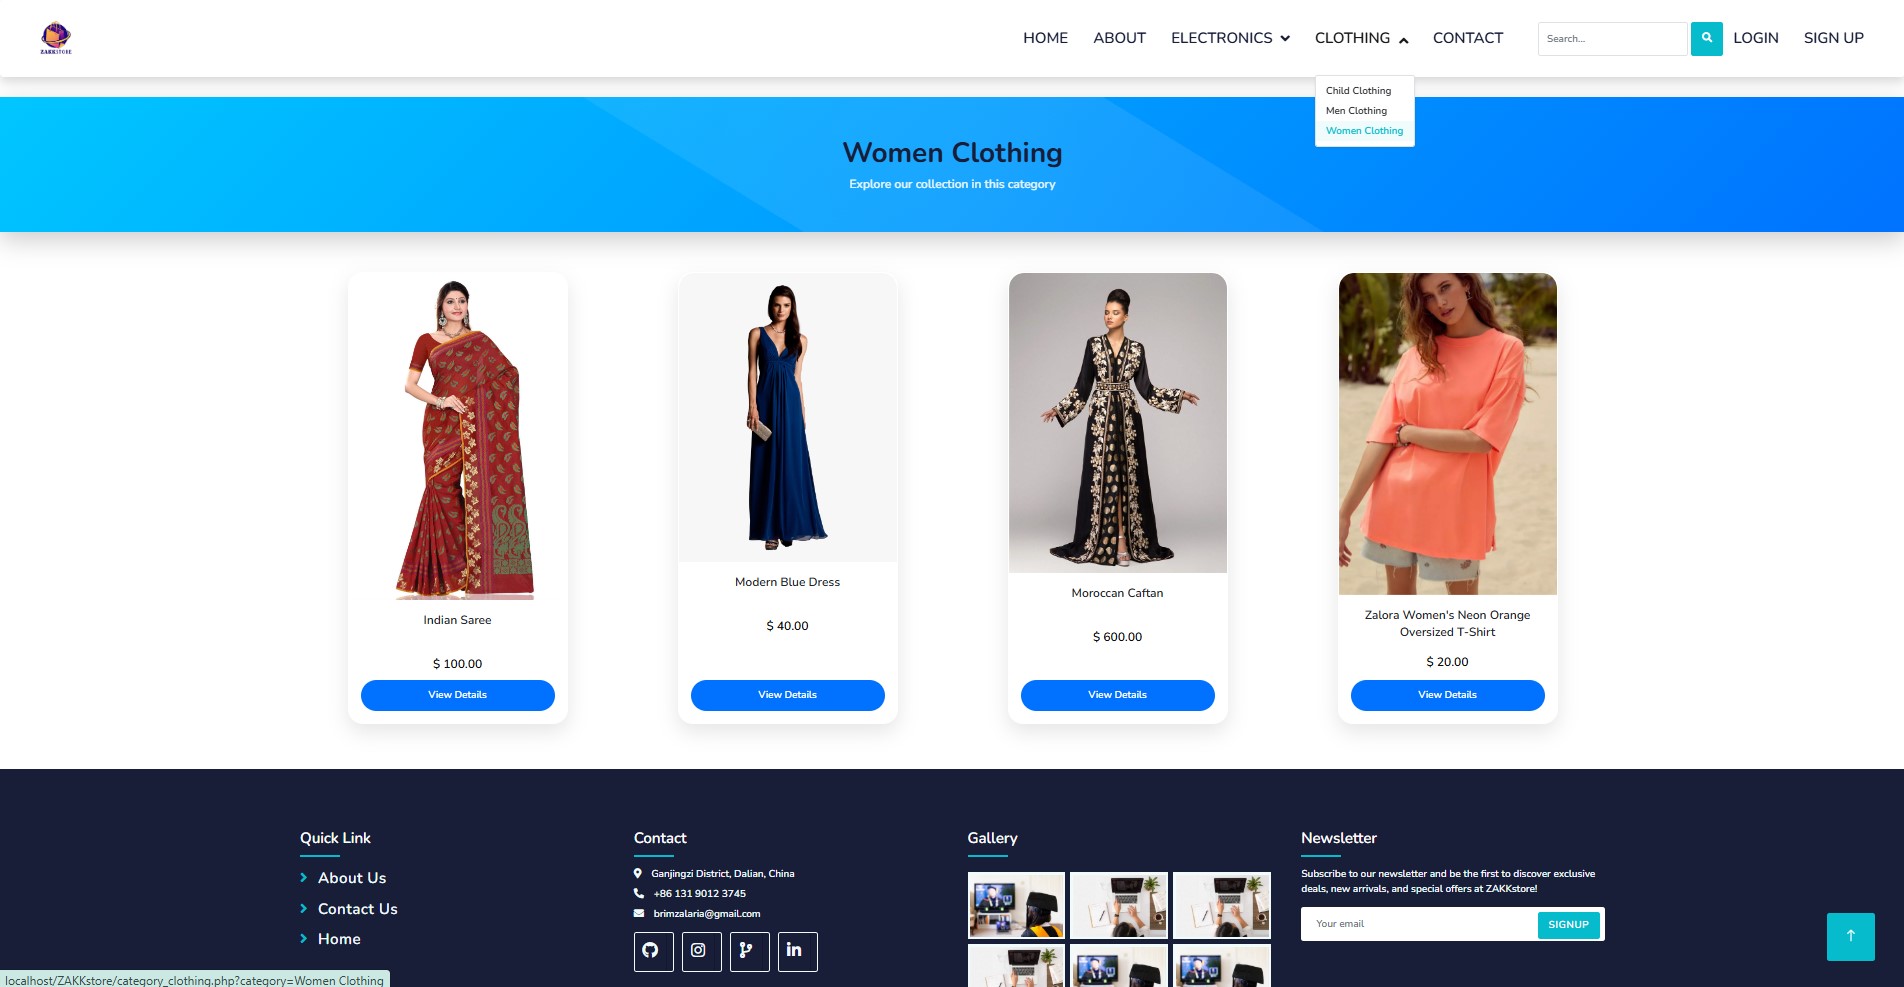 ZAKKSTORE
HOME
ABOUT
ELECTRONICS
CLOTHING
CONTACT
Search...
LOGIN
SIGN UP
Child Clothing
Men Clothing
Women Clothing
Women Clothing
Explore our collection in this category
Indian Saree
$ 100.00
View Details
Modern Blue Dress
$ 40.00
View Details
Moroccan Caftan
$ 600.00
View Details
Zalora Women's Neon Orange
Oversized T-Shirt
$ 20.00
View Details
Quick Link
About Us
Contact Us
Home
Contact
Ganjingzi District, Dalian, China
+86 131 9012 3745
brimzalaria@gmail.com
Gallery
Newsletter
Subscribe to our newsletter and be the first to discover exclusive
deals, new arrivals, and special offers at ZAKKstore!
Your email
SIGNUP
localhost/ZAKKstore/category_clothing.php?category=Women Clothing